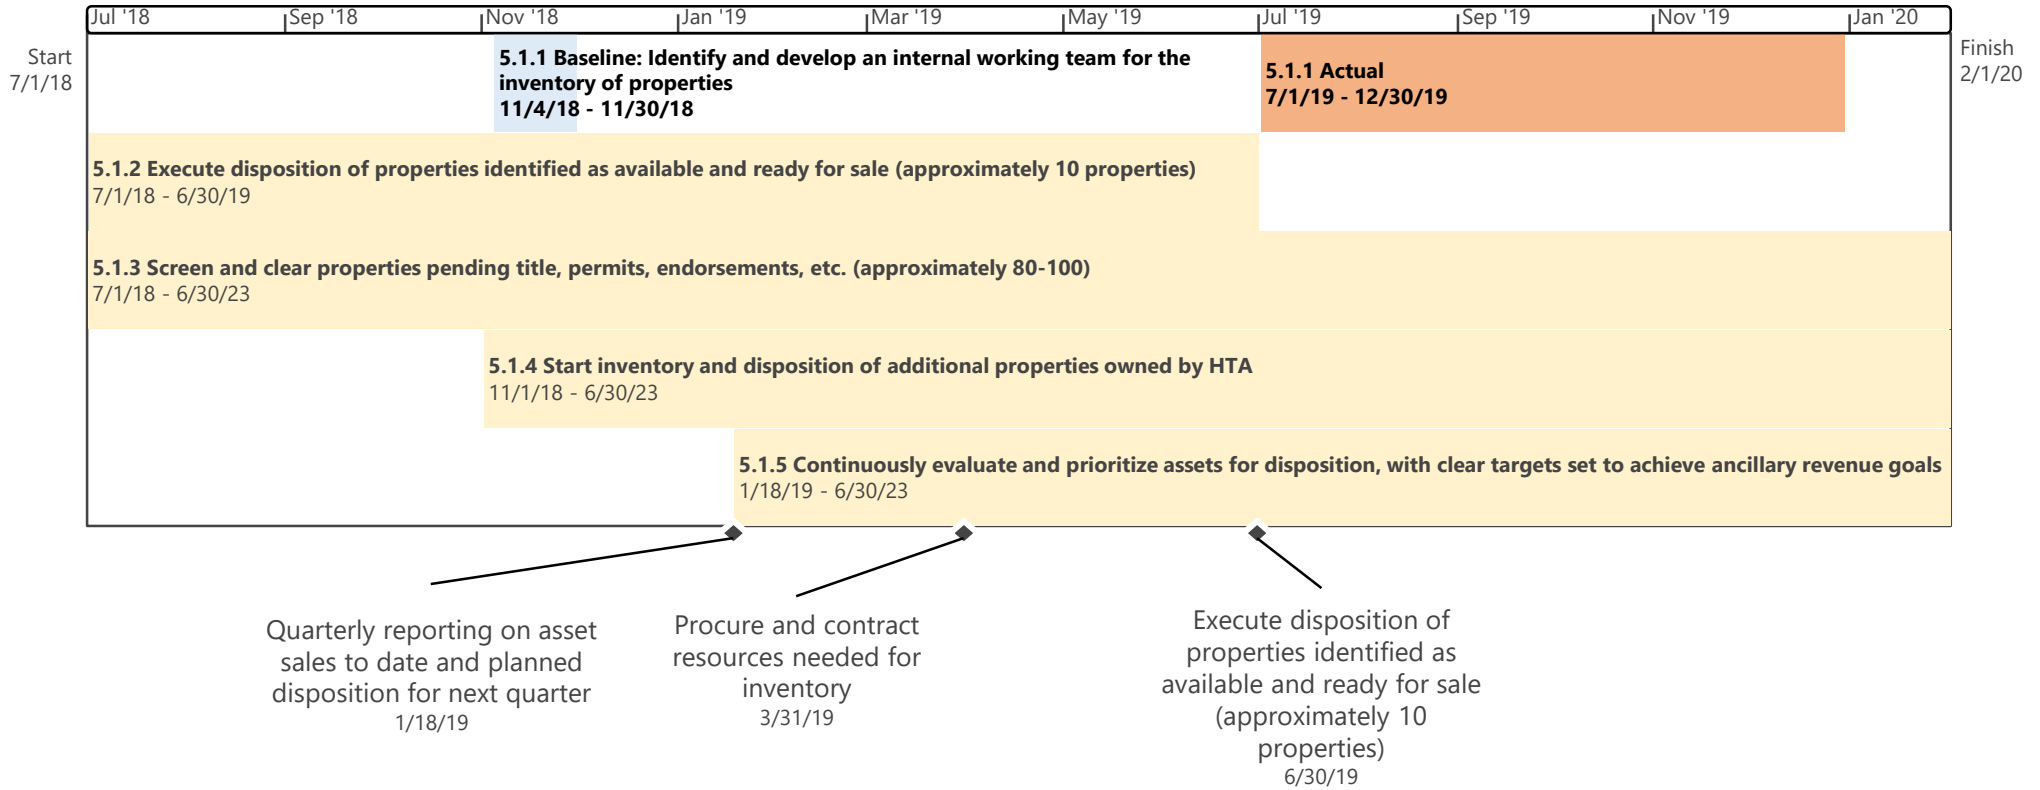 Jul '18
Sep '18
Nov '18
Jan '19
Mar '19
May '19
Jul '19
Sep '19
Nov '19
Jan '20
Start
7/1/18
Finish
2/1/20
5.1.1 Baseline: Identify and develop an internal working team for the
inventory of properties
11/4/18 - 11/30/18
5.1.1 Actual
7/1/19 - 12/30/19
5.1.2 Execute disposition of properties identified as available and ready for sale (approximately 10 properties)
7/1/18 - 6/30/19
5.1.3 Screen and clear properties pending title, permits, endorsements, etc. (approximately 80-100)
7/1/18 - 6/30/23
5.1.4 Start inventory and disposition of additional properties owned by HTA
11/1/18 - 6/30/23
5.1.5 Continuously evaluate and prioritize assets for disposition, with clear targets set to achieve ancillary revenue goals
1/18/19 - 6/30/23
Quarterly reporting on asset
sales to date and planned
disposition for next quarter
1/18/19
Procure and contract
resources needed for
inventory
3/31/19
Execute disposition of
properties identified as
available and ready for sale
(approximately 10
properties)
6/30/19